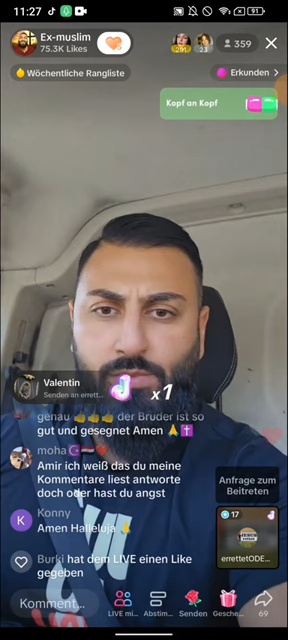 11:27
91
Ex-muslim
75.3K Likes
291
23
359
Wöchentliche Rangliste
Erkunden >
Kopf an Kopf
Valentin
Senden an errett...
x1
genau 👍👍👍 der Bruder ist so
gut und gesegnet Amen 🙏✝️
moha
Amir ich weiß das du meine
Kommentare liest antworte
doch oder hast du angst
Anfrage zum
Beitreten
K
Konny
Amen Halleluja 🙏
17
errettetODE...
Burki hat dem LIVE einen Like
gegeben
Komment...
LIVE mi...
Abstim...
Senden
Gesche...
69